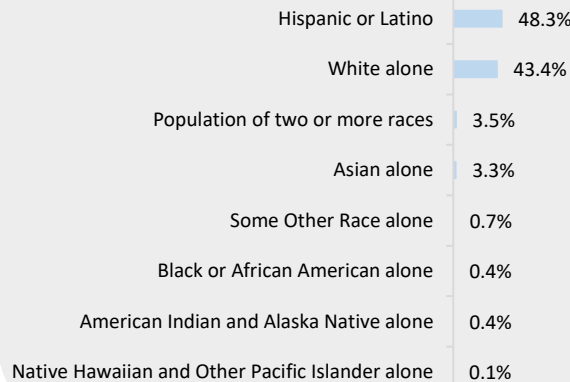 Hispanic or Latino 48.3%
White alone 43.4%
Population of two or more races 3.5%
Asian alone 3.3%
Some Other Race alone 0.7%
Black or African American alone 0.4%
American Indian and Alaska Native alone 0.4%
Native Hawaiian and Other Pacific Islander alone 0.1%